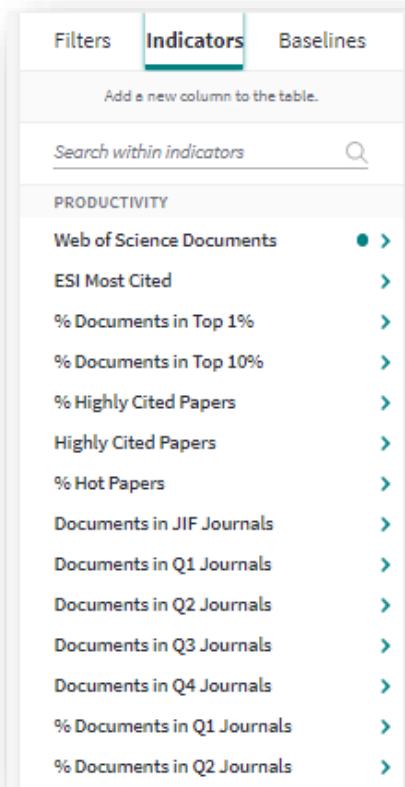 Filters Indicators Baselines
Add a new column to the table.
Search within indicators
PRODUCTIVITY
Web of Science Documents
ESI Most Cited
% Documents in Top 1%
% Documents in Top 10%
% Highly Cited Papers
Highly Cited Papers
% Hot Papers
Documents in JIF Journals
Documents in Q1 Journals
Documents in Q2 Journals
Documents in Q3 Journals
Documents in Q4 Journals
% Documents in Q1 Journals
% Documents in Q2 Journals